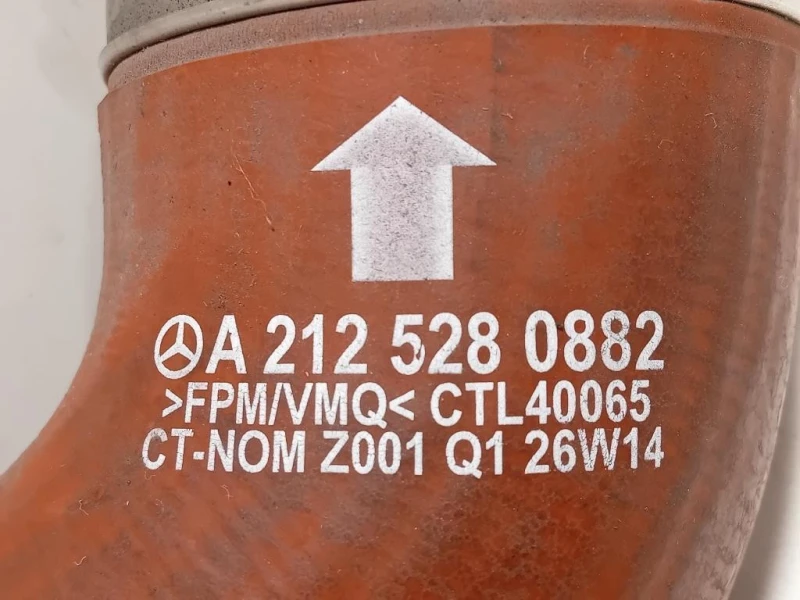 A 212 528 0882
>FPM/VMQ< CTL40065
CT-NOM Z001 Q1 26W14